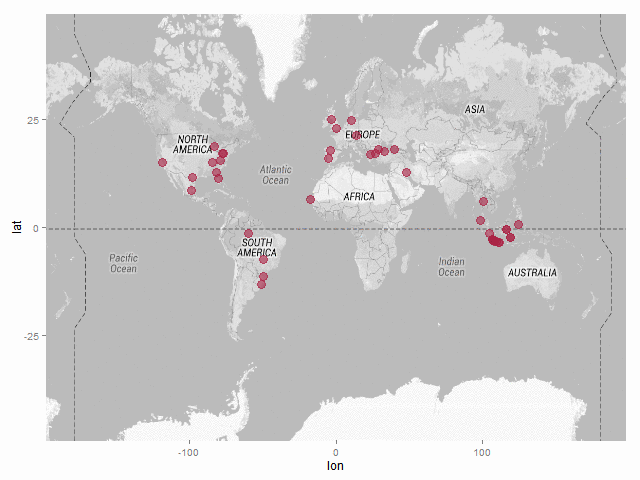 25
0
-25
lat
ASIA
NORTH
AMERICA
EUROPE
Atlantic
Ocean
AFRICA
SOUTH
AMERICA
Pacific
Ocean
Indian
Ocean
AUSTRALIA
-100
0
100
lon